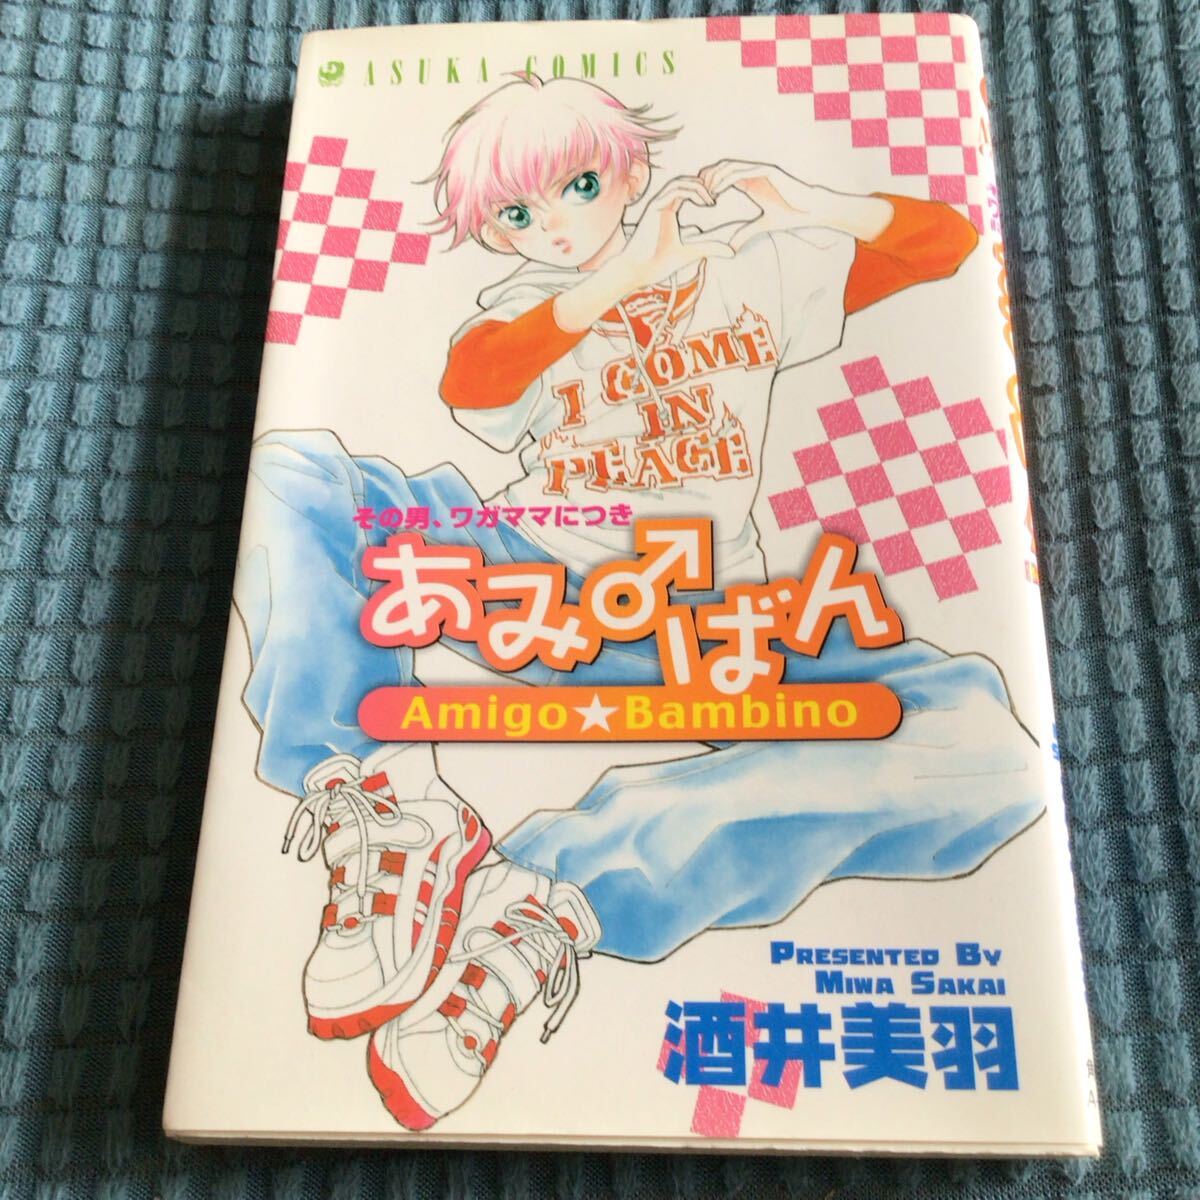 ASUKA COMICS
I COME
IN
PEACE
その男、ワガママにつき
あみ♂ばん
Amigo★Bambino
PRESENTED BY
MIWA SAKAI
酒井美羽